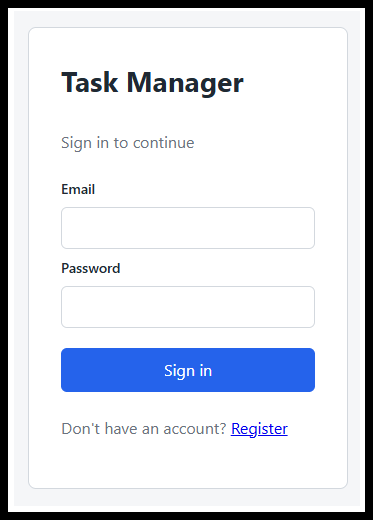 Task Manager
Sign in to continue
Email
Password
Sign in
Don't have an account? Register